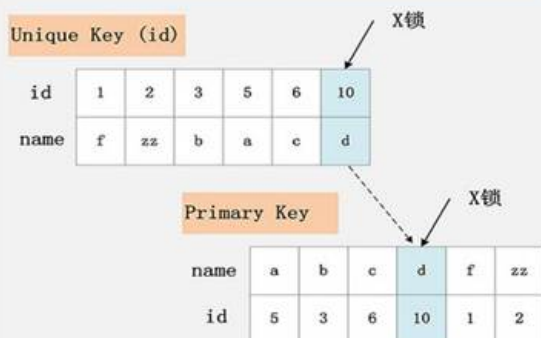 X锁
Unique Key (id)
id 1 2 3 5 6 10
name f zz b a c d
X锁
Primary Key
name a b c d f zz
id 5 3 6 10 1 2